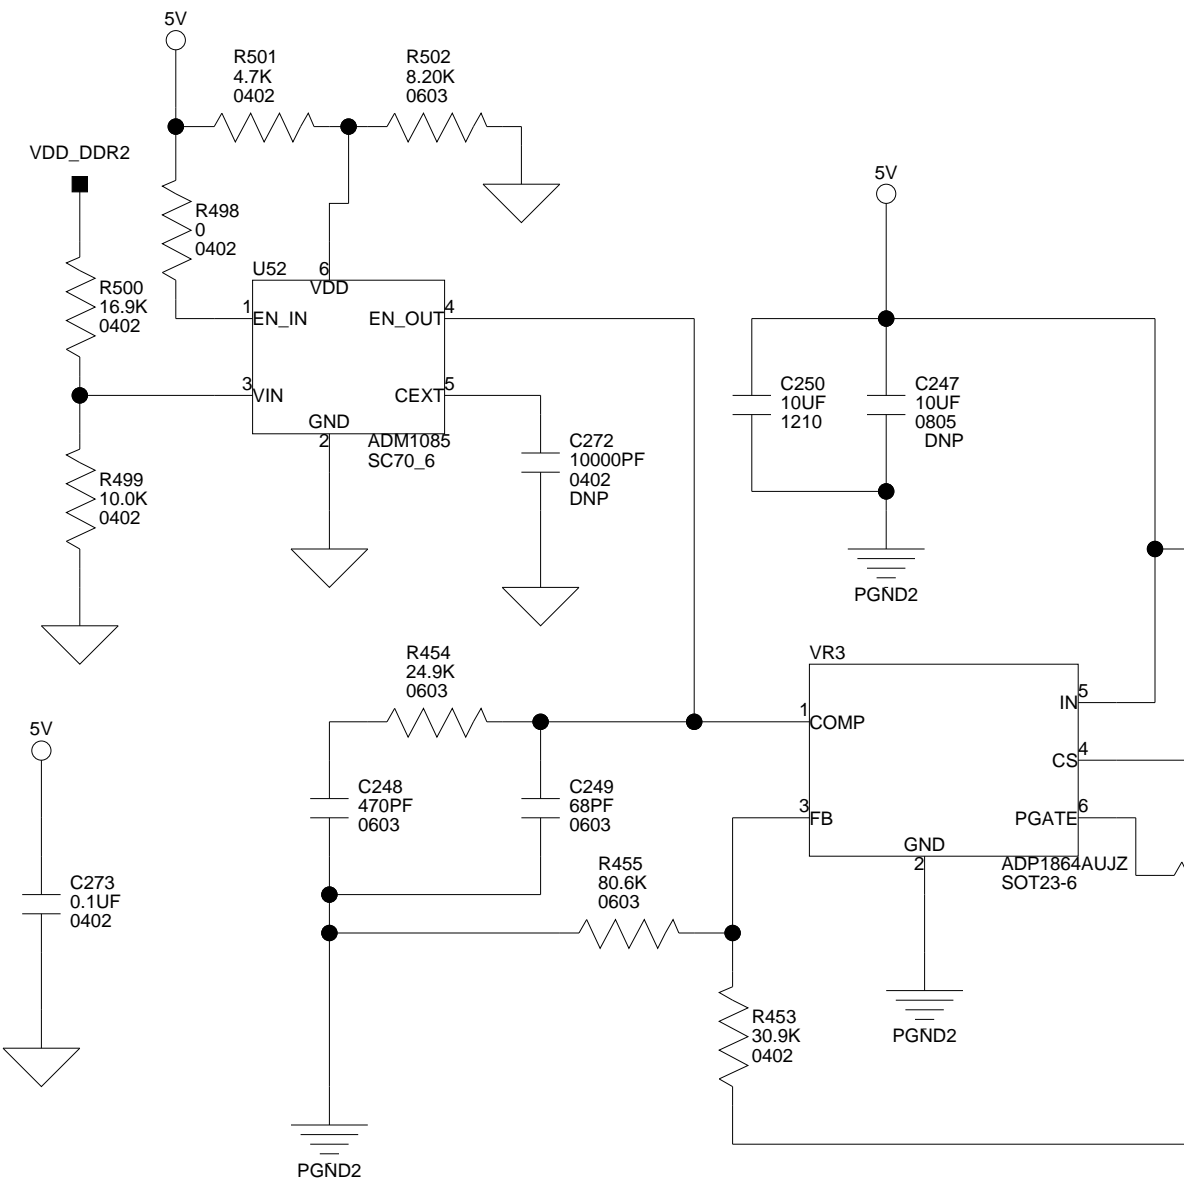 5V
R501
4.7K
0402
R502
8.20K
0603
VDD_DDR2
R498
0
0402
5V
R500
16.9K
0402
U52
6
VDD
1
EN_IN
EN_OUT
4
3
VIN
CEXT
5
GND
2
ADM1085
SC70_6
C250
10UF
1210
C247
10UF
0805
DNP
C272
10000PF
0402
DNP
R499
10.0K
0402
PGND2
R454
24.9K
0603
VR3
1
COMP
IN
5
CS
4
3
FB
PGATE
6
GND
2
ADP1864AUJZ
SOT23-6
5V
C248
470PF
0603
C249
68PF
0603
R455
80.6K
0603
C273
0.1UF
0402
R453
30.9K
0402
PGND2
PGND2